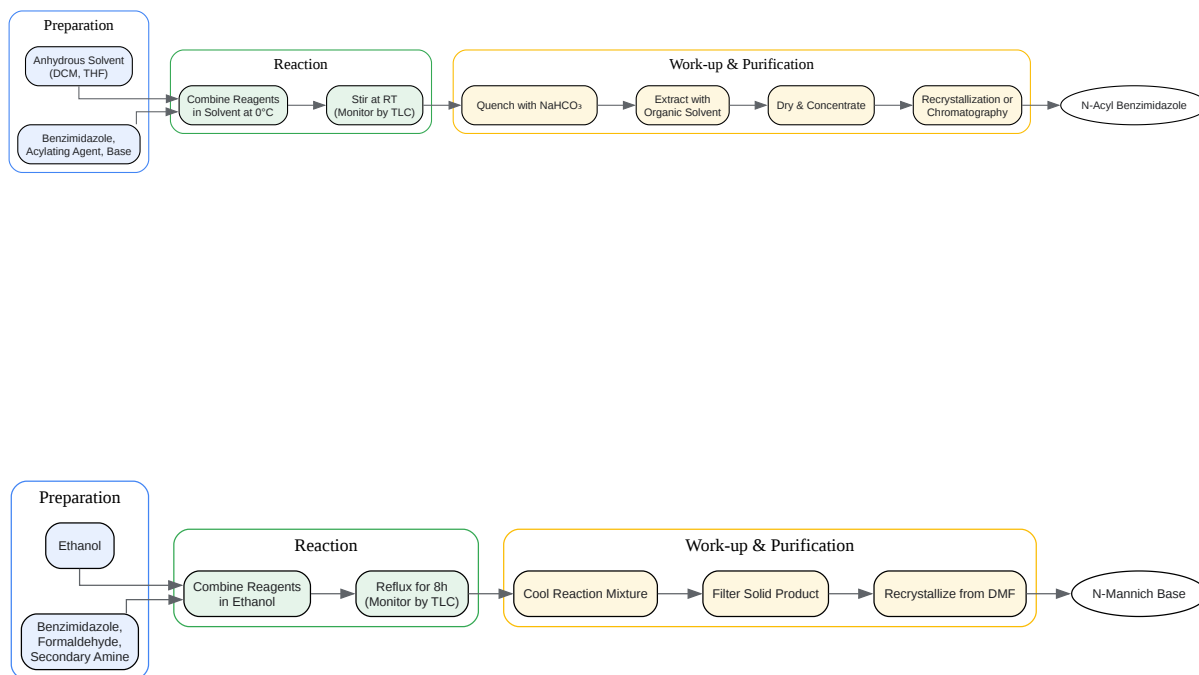 Preparation
Anhydrous Solvent
(DCM, THF)
Benzimidazole,
Acylating Agent, Base
Reaction
Combine Reagents
in Solvent at 0°C
Stir at RT
(Monitor by TLC)
Work-up & Purification
Quench with NaHCO₃
Extract with
Organic Solvent
Dry & Concentrate
Recrystallization or
Chromatography
N-Acyl Benzimidazole
Preparation
Ethanol
Benzimidazole,
Formaldehyde,
Secondary Amine
Reaction
Combine Reagents
in Ethanol
Reflux for 8h
(Monitor by TLC)
Work-up & Purification
Cool Reaction Mixture
Filter Solid Product
Recrystallize from DMF
N-Mannich Base